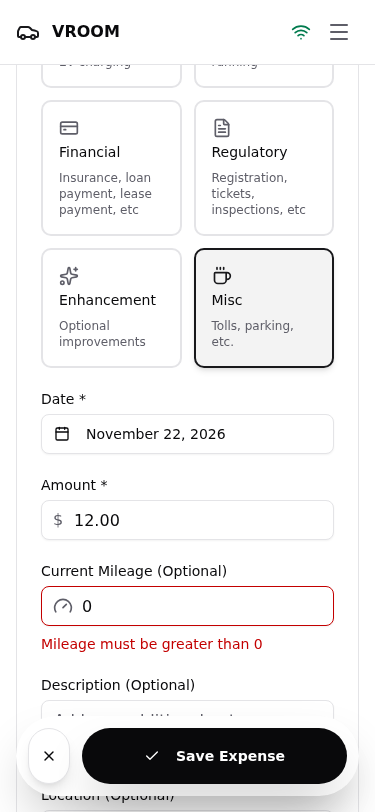 VROOM
Financial
Insurance, loan
payment, lease
payment, etc
Regulatory
Registration,
tickets,
inspections, etc
Enhancement
Optional
improvements
Misc
Tolls, parking,
etc.
Date *
November 22, 2026
Amount *
$ 12.00
Current Mileage (Optional)
0
Mileage must be greater than 0
Description (Optional)
Save Expense
Location (Optional)